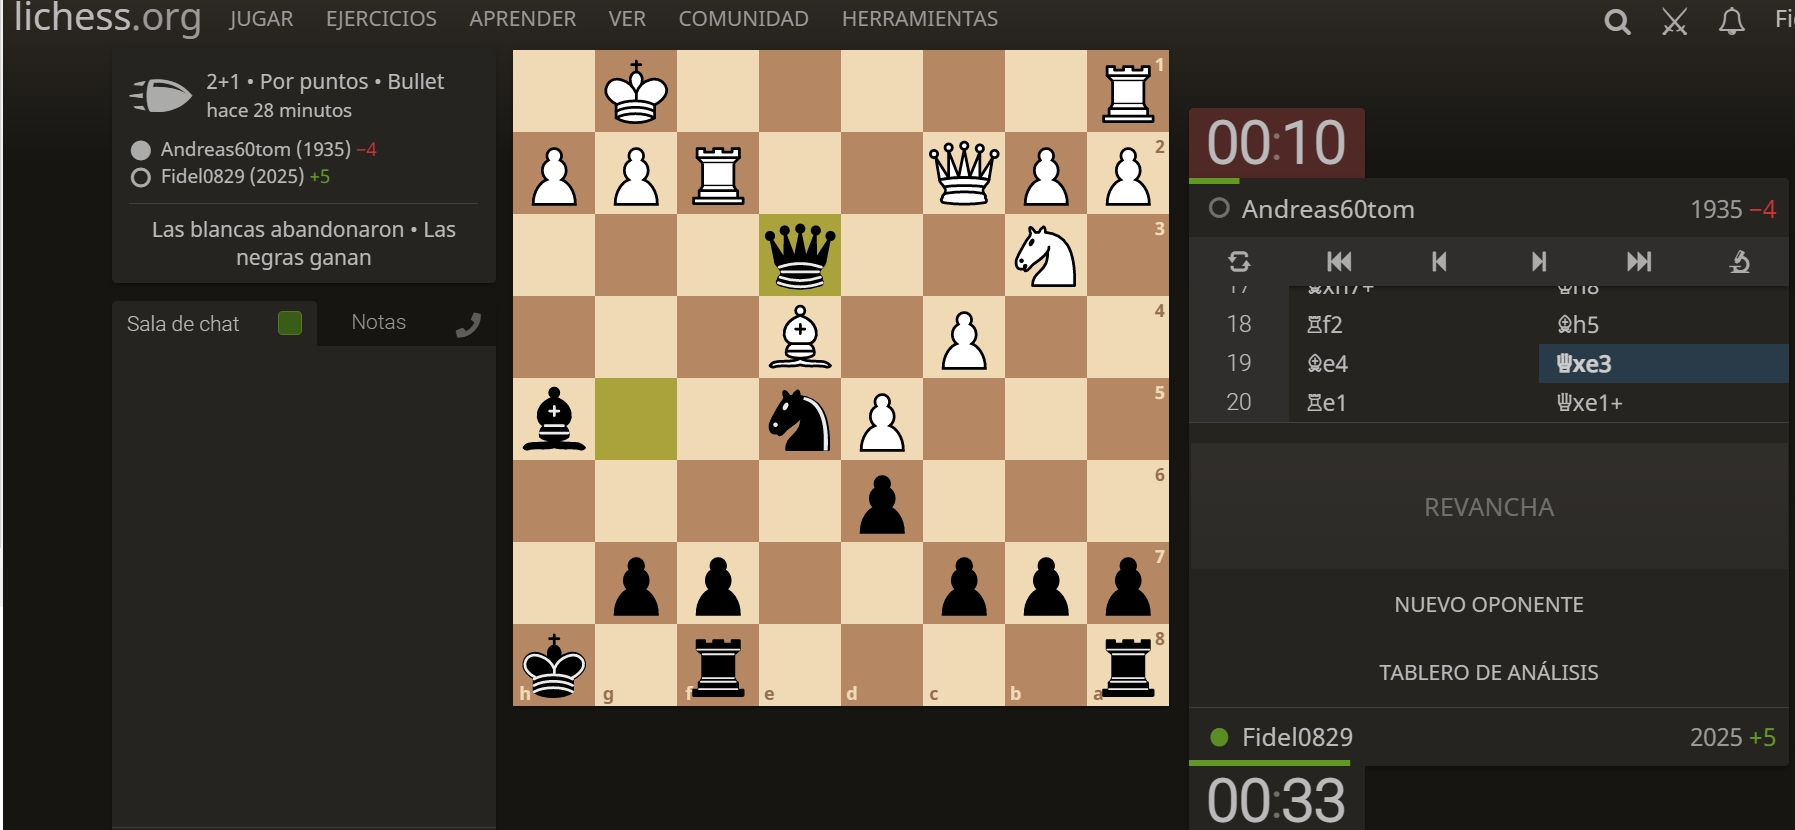 lichess.org JUGAR EJERCICIOS APRENDER VER COMUNIDAD HERRAMIENTAS
2+1 • Por puntos • Bullet
hace 28 minutos
Andreas60tom (1935) −4
Fidel0829 (2025) +5
Las blancas abandonaron • Las
negras ganan
Sala de chat Notas
1
2
3
4
5
6
7
8
h g f e d c b a
00:10
Andreas60tom 1935 −4
17 ♗xh7+ ♔h8
18 ♖f2 ♗h5
19 ♗e4 ♕xe3
20 ♖e1 ♕xe1+
REVANCHA
NUEVO OPONENTE
TABLERO DE ANÁLISIS
Fidel0829 2025 +5
00:33